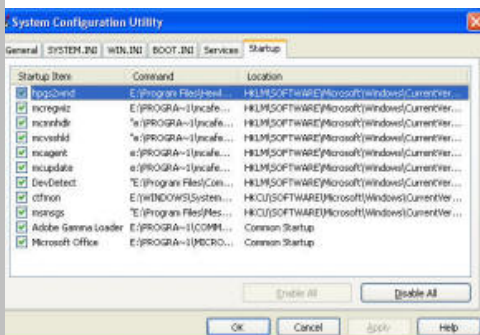 System Configuration Utility
General SYSTEM.INI WIN.INI BOOT.INI Services Startup
Startup Item Command Location
hpgs2wnd E:\Program Files\Hewl... HKLM\SOFTWARE\Microsoft\Windows\CurrentVer...
mcregwiz E:\PROGRA~1\mcafe... HKLM\SOFTWARE\Microsoft\Windows\CurrentVer...
mcmnhdlr "e:\PROGRA~1\mcafe... HKLM\SOFTWARE\Microsoft\Windows\CurrentVer...
mcvsshld "e:\PROGRA~1\mcafe... HKLM\SOFTWARE\Microsoft\Windows\CurrentVer...
mcagent e:\PROGRA~1\mcafe... HKLM\SOFTWARE\Microsoft\Windows\CurrentVer...
mcupdate e:\PROGRA~1\mcafe... HKLM\SOFTWARE\Microsoft\Windows\CurrentVer...
DevDetect "E:\Program Files\Com... HKLM\SOFTWARE\Microsoft\Windows\CurrentVer...
ctfmon E:\WINDOWS\System... HKCU\SOFTWARE\Microsoft\Windows\CurrentVer...
msmsgs "E:\Program Files\Mes... HKCU\SOFTWARE\Microsoft\Windows\CurrentVer...
Adobe Gamma Loader E:\PROGRA~1\COMM... Common Startup
Microsoft Office E:\PROGRA~1\MICRO... Common Startup
Enable All Disable All
OK Cancel Apply Help